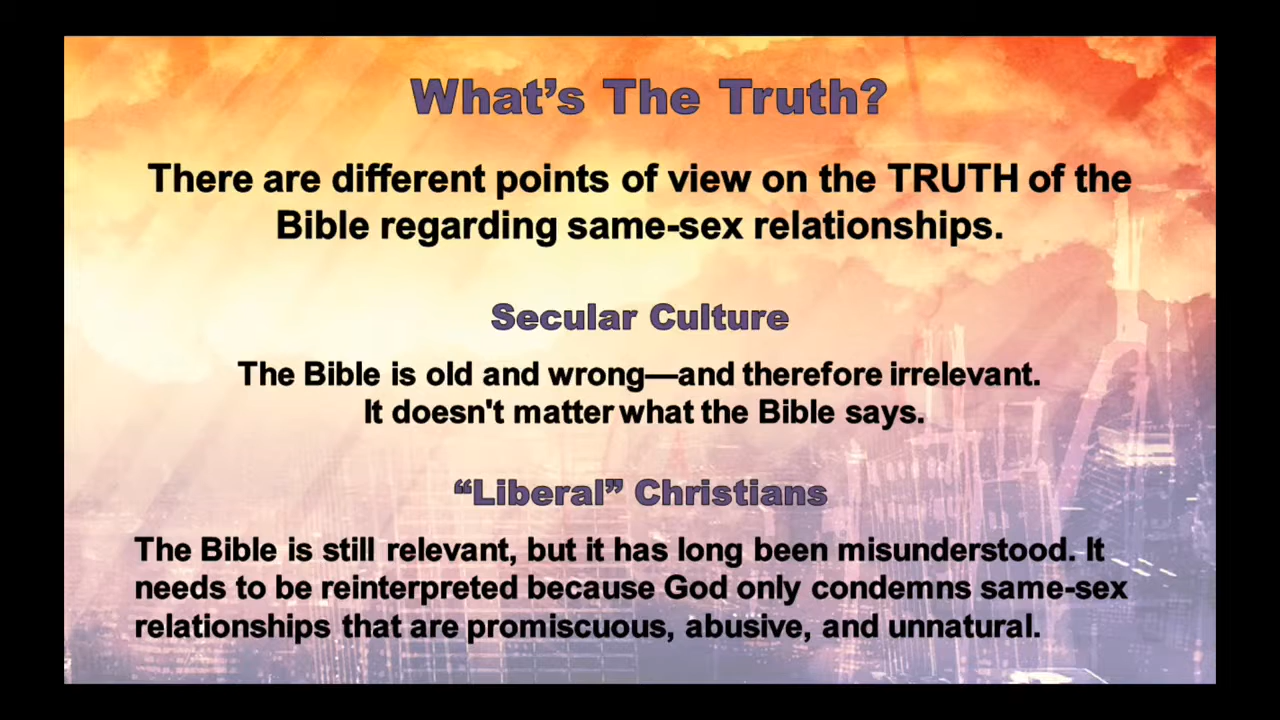 What's The Truth?
There are different points of view on the TRUTH of the
Bible regarding same-sex relationships.
Secular Culture
The Bible is old and wrong—and therefore irrelevant.
It doesn't matter what the Bible says.
“Liberal” Christians
The Bible is still relevant, but it has long been misunderstood. It
needs to be reinterpreted because God only condemns same-sex
relationships that are promiscuous, abusive, and unnatural.